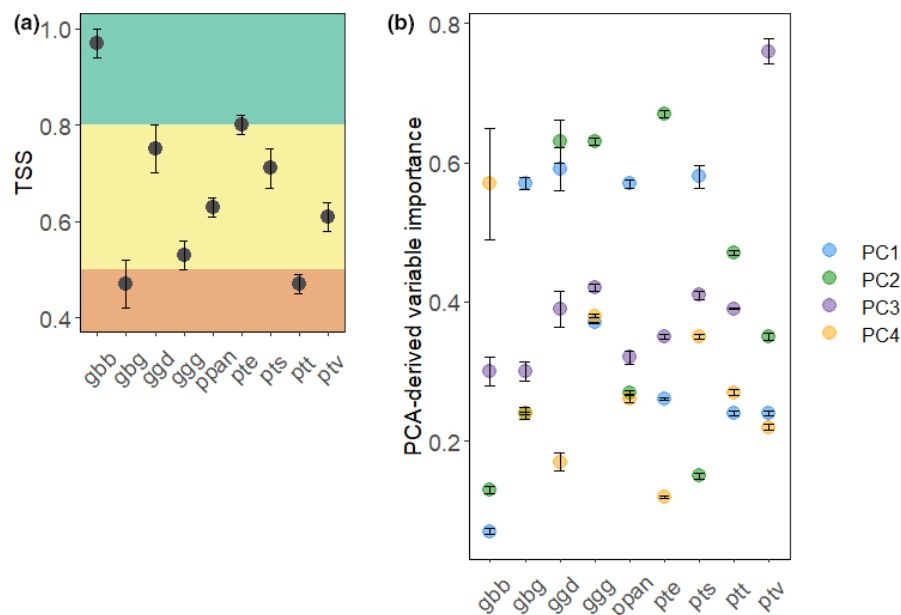 (a)
TSS
1.0
0.8
0.6
0.4
gbb
gbg
ggd
ggg
ppan
pte
pts
ptt
ptv
(b)
PCA-derived variable importance
0.8
0.6
0.4
0.2
gbb
gbg
ggd
ggg
ppan
pte
pts
ptt
ptv
PC1
PC2
PC3
PC4